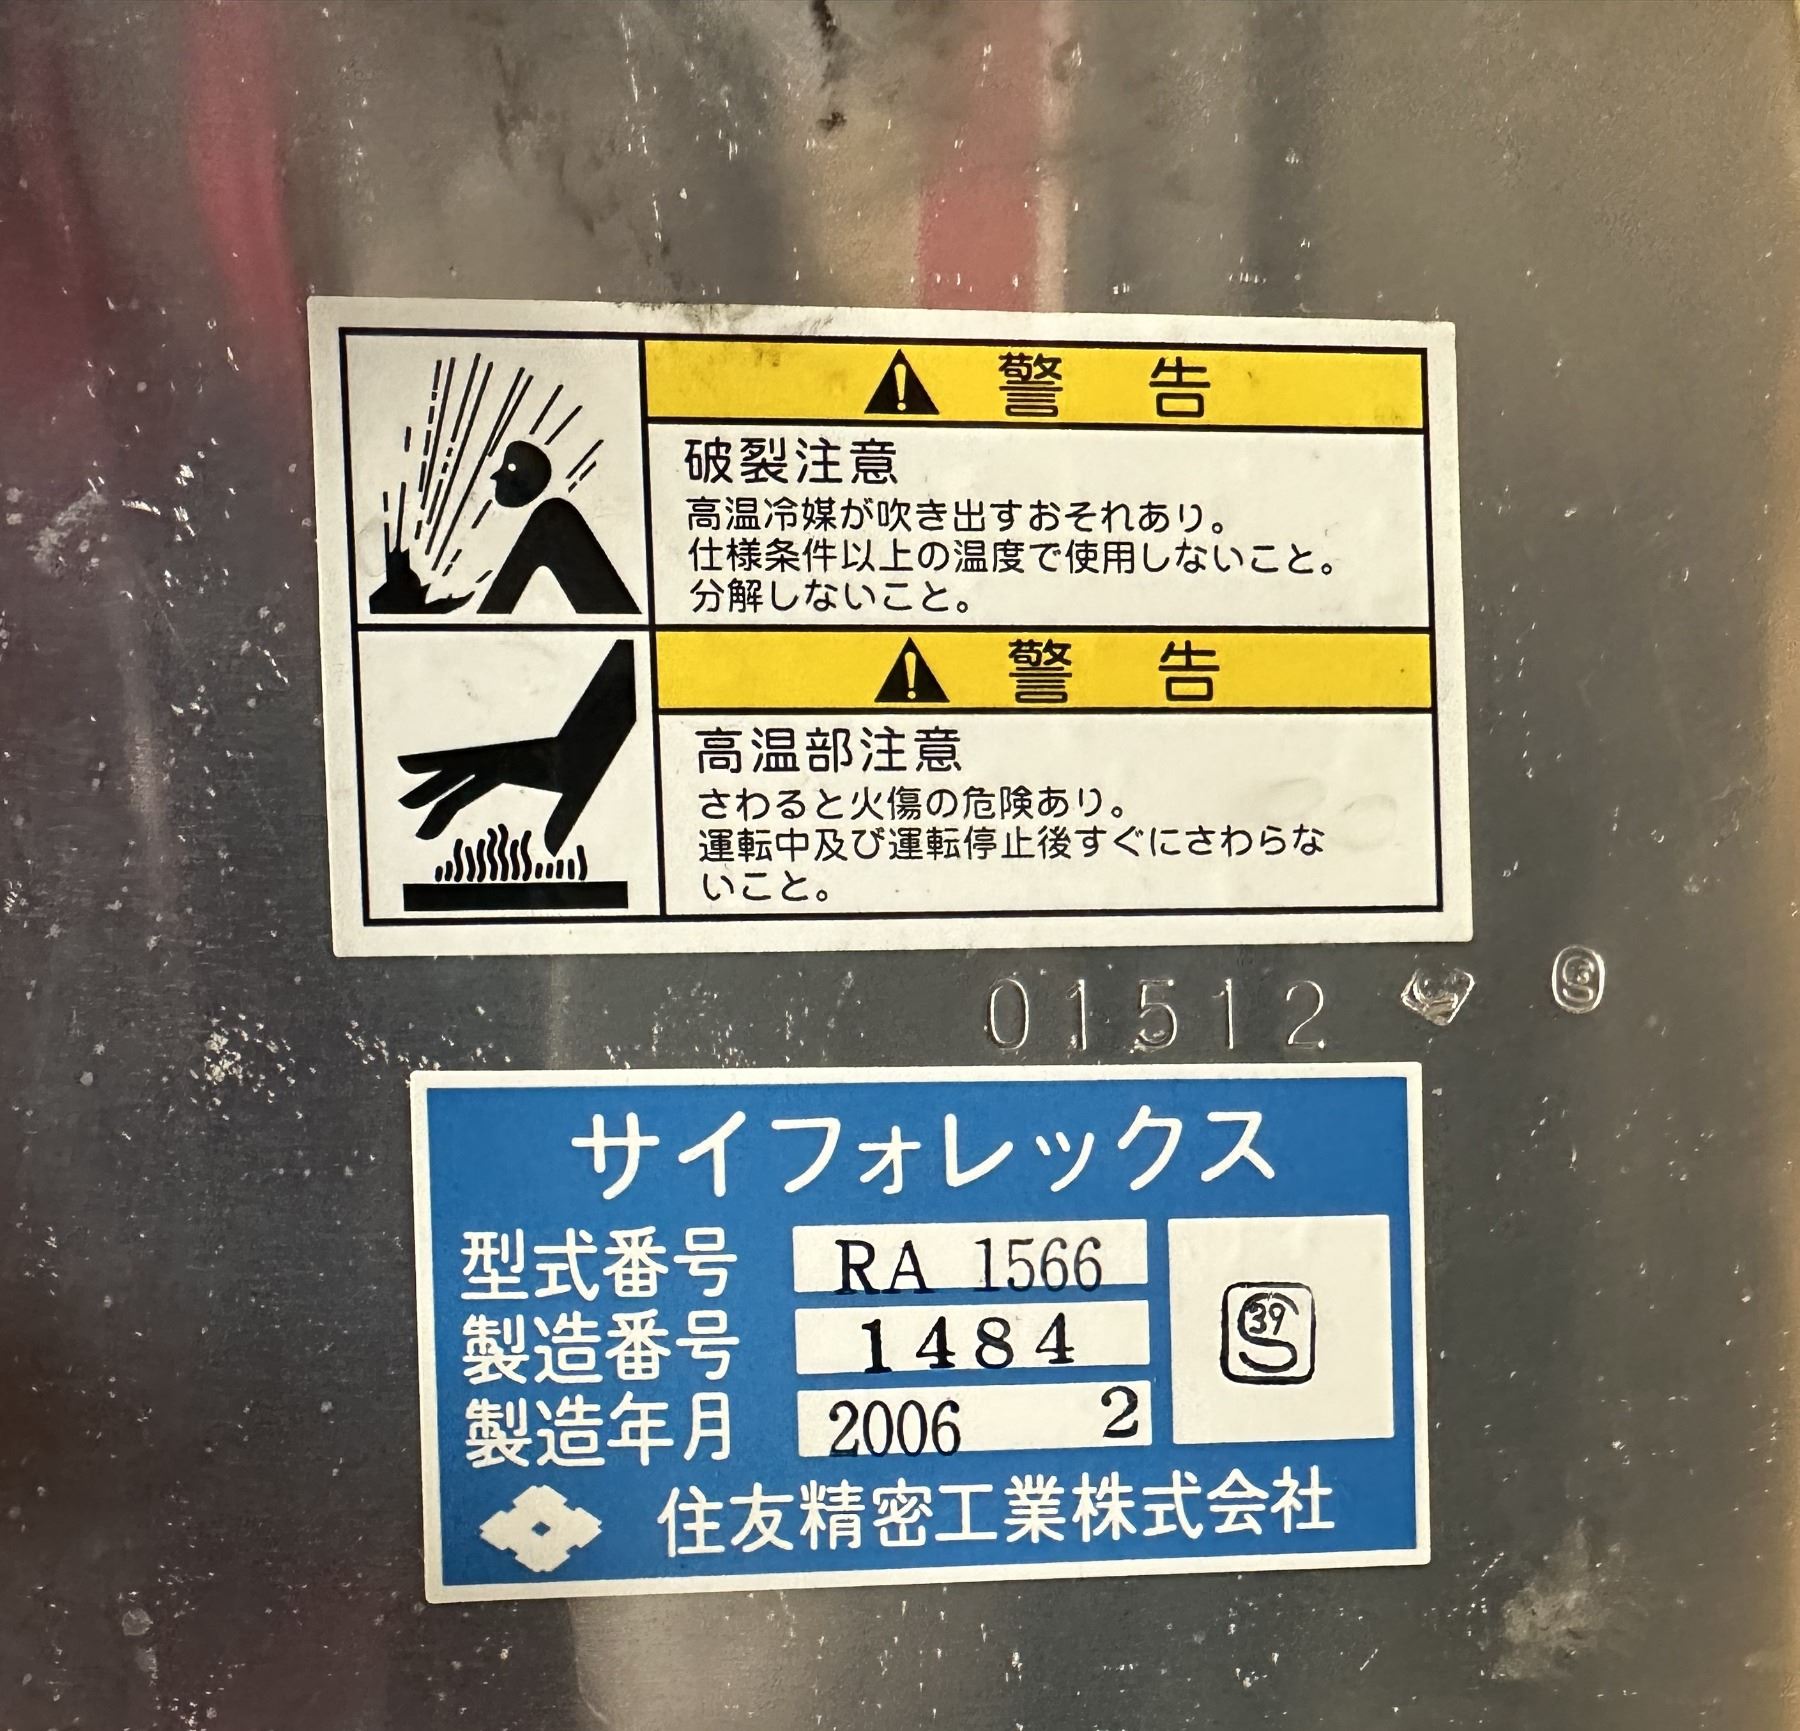 警告
破裂注意
高温冷媒が吹き出すおそれあり。
仕様条件以上の温度で使用しないこと。
分解しないこと。
警告
高温部注意
さわると火傷の危険あり。
運転中及び運転停止後すぐにさわらな
いこと。
01512
S
サイフォレックス
型式番号 RA 1566
製造番号 1484
製造年月 2006 2
39
S
住友精密工業株式会社